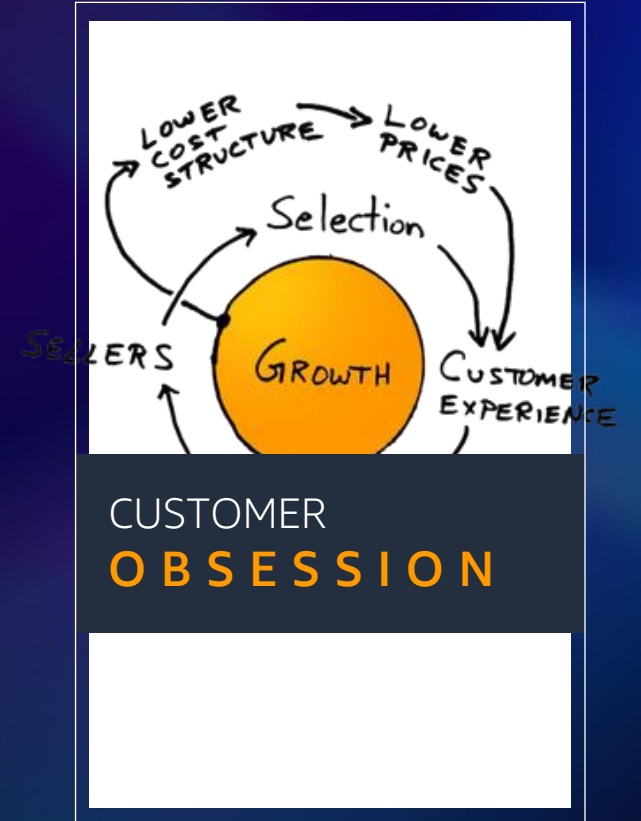 LOWER
COST
STRUCTURE
LOWER
PRICES
Selection
SELLERS
GROWTH
CUSTOMER
EXPERIENCE
CUSTOMER
OBSESSION